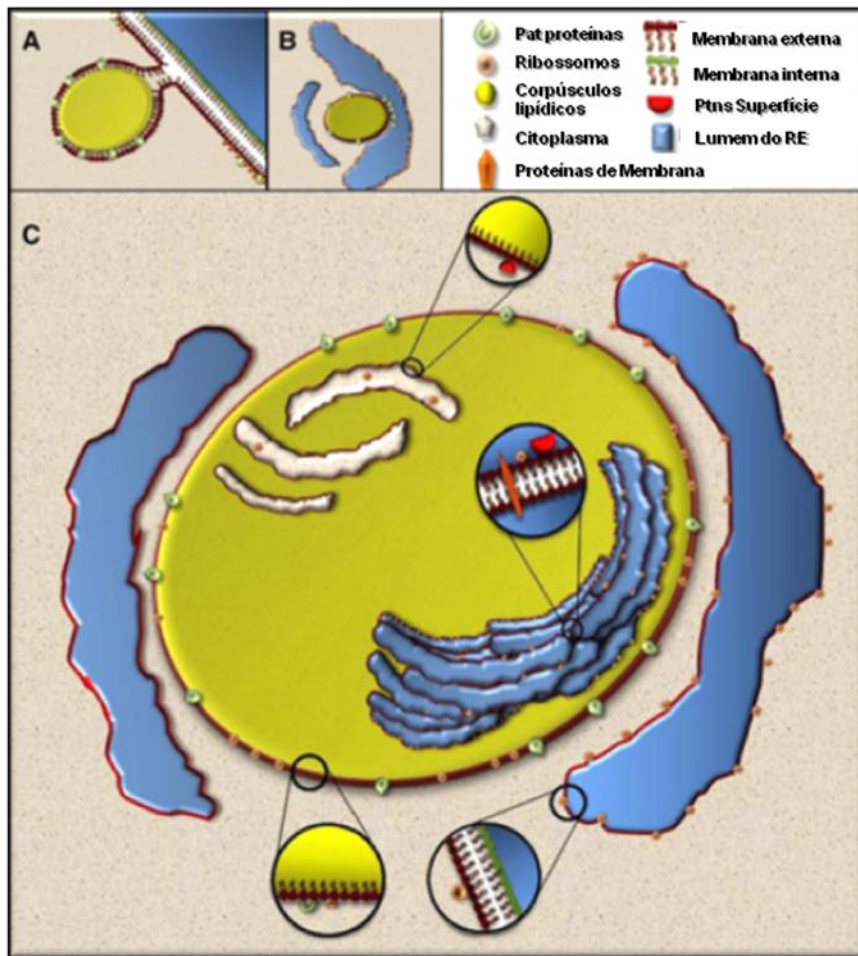 A
B
Pat proteínas
Ribossomos
Corpúsculos
lipídicos
Citoplasma
Proteínas de Membrana
Membrana externa
Membrana interna
Ptns Superfície
Lumem do RE
C